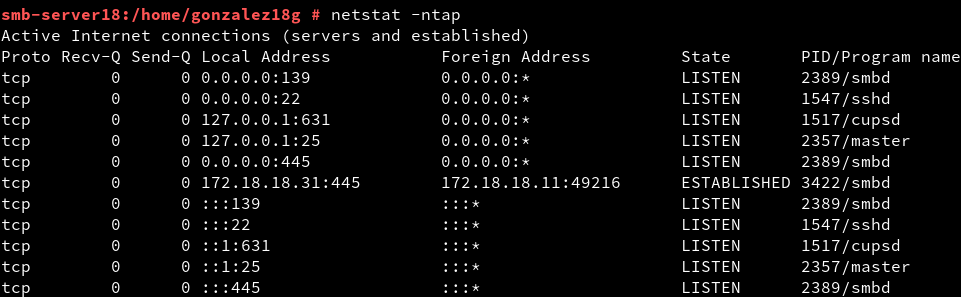 smb-server18:/home/gonzalez18g # netstat -ntap
Active Internet connections (servers and established)
Proto Recv-Q Send-Q Local Address           Foreign Address         State       PID/Program name
tcp        0      0 0.0.0.0:139             0.0.0.0:*               LISTEN      2389/smbd
tcp        0      0 0.0.0.0:22              0.0.0.0:*               LISTEN      1547/sshd
tcp        0      0 127.0.0.1:631           0.0.0.0:*               LISTEN      1517/cupsd
tcp        0      0 127.0.0.1:25            0.0.0.0:*               LISTEN      2357/master
tcp        0      0 0.0.0.0:445             0.0.0.0:*               LISTEN      2389/smbd
tcp        0      0 172.18.18.31:445        172.18.18.11:49216      ESTABLISHED 3422/smbd
tcp        0      0 :::139                  :::*                    LISTEN      2389/smbd
tcp        0      0 :::22                   :::*                    LISTEN      1547/sshd
tcp        0      0 ::1:631                 :::*                    LISTEN      1517/cupsd
tcp        0      0 ::1:25                  :::*                    LISTEN      2357/master
tcp        0      0 :::445                  :::*                    LISTEN      2389/smbd